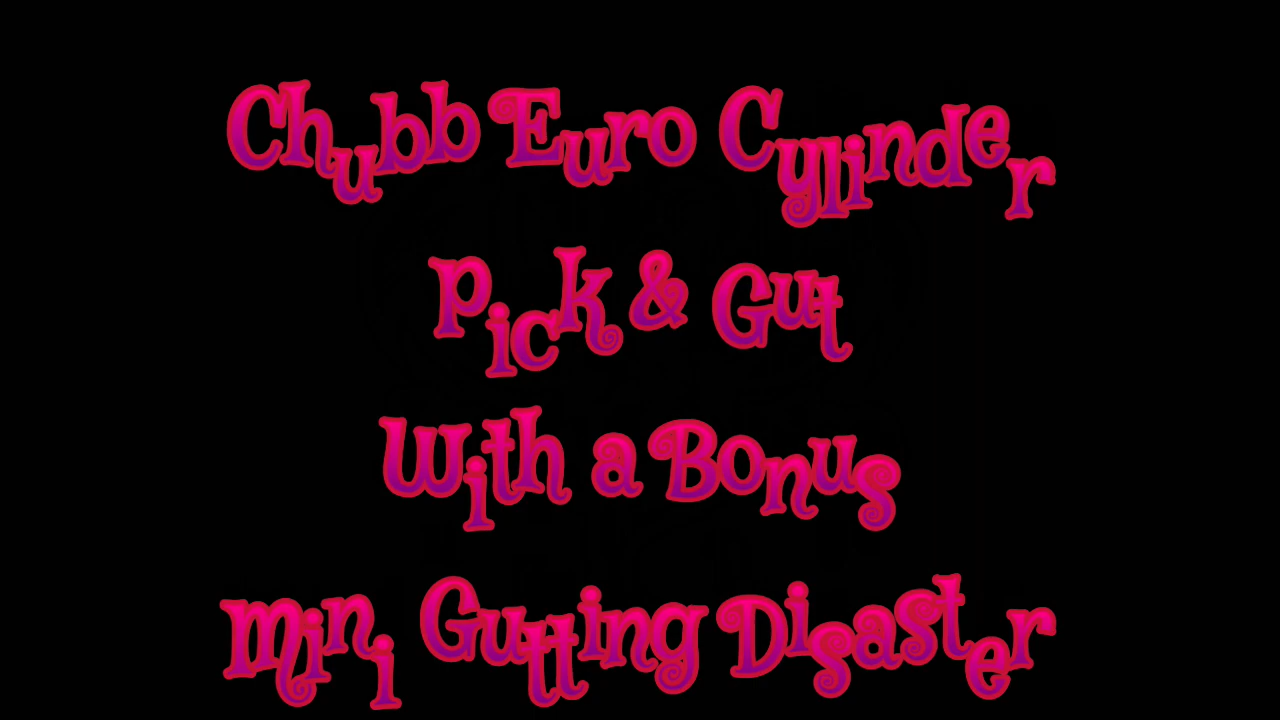 Chubb Euro Cylinder
Pick & Gut
With a Bonus
Mini Gutting Disaster